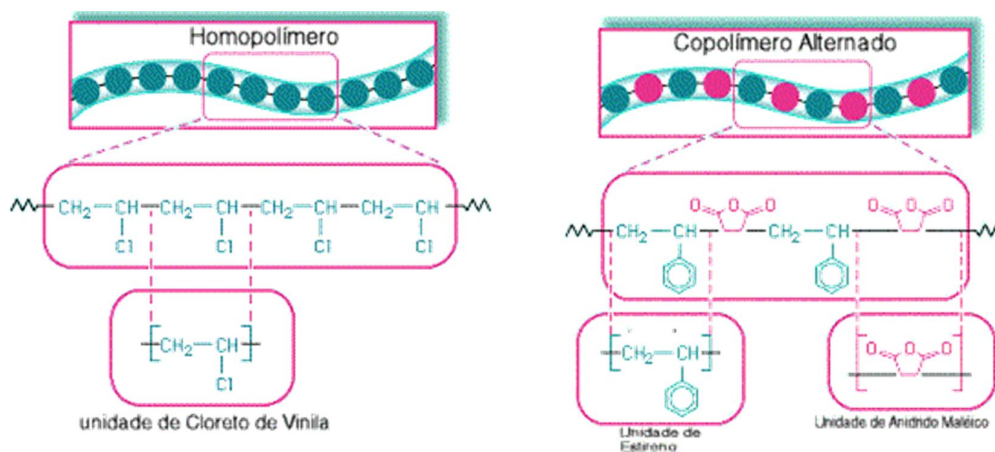 Homopolímero
CH₂ CH CH₂ CH CH₂ CH CH₂ CH
Cl Cl Cl Cl
CH₂ CH
Cl
unidade de Cloreto de Vinila
Copolímero Alternado
O O O O O O
CH₂ CH CH₂ CH
CH₂ CH
Unidade de
Estireno
O O O
Unidade de Anidrido Maléico